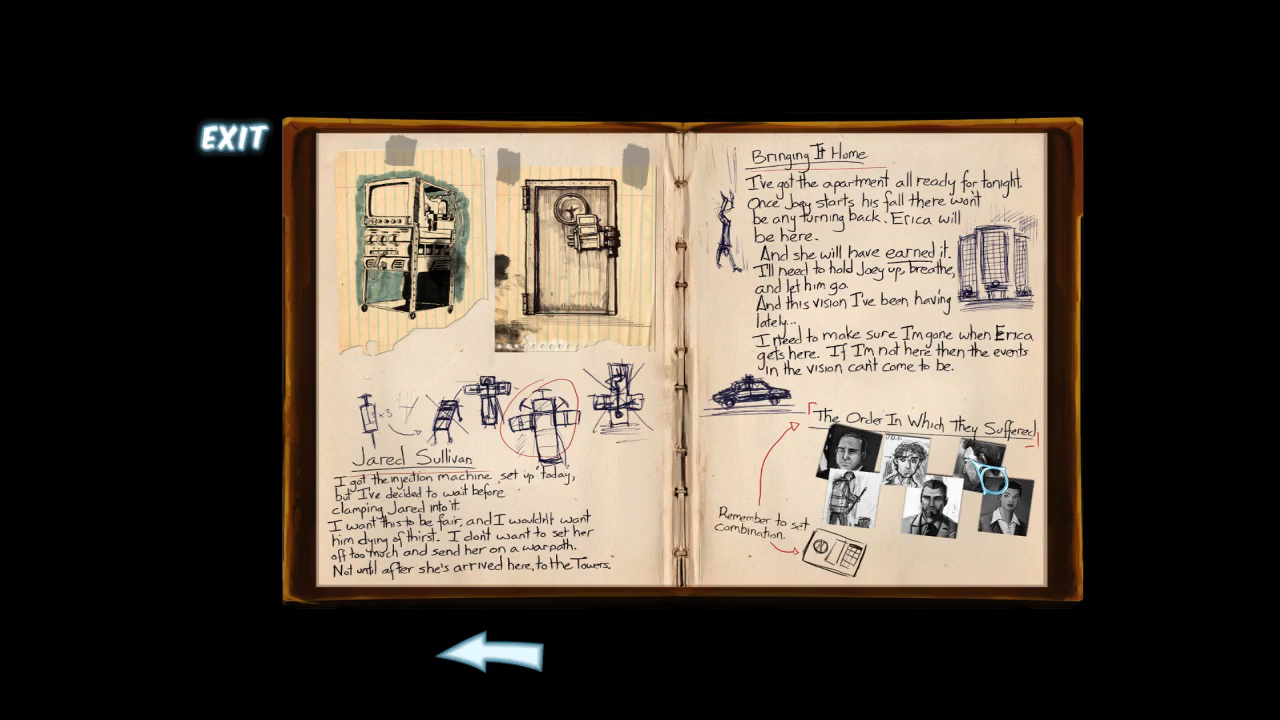 EXIT
Jared Sullivan
I got the injection machine set up today,
but I've decided to wait before
clamping Jared into it.
I want this to be fair, and I wouldn't want
him dying of thirst. I don't want to set her
off too much and send her on a warpath.
Not until after she's arrived here, to the Towers.
x3
Bringing It Home
I've got the apartment all ready for tonight.
Once Joey starts his fall there won't
be any turning back. Erica will
be here.
And she will have earned it.
I'll need to hold Joey up, breathe,
and let him go.
And this vision I've been having
lately...
I need to make sure I'm gone when Erica
gets here. If I'm not here then the events
in the vision can't come to be.
The Order In Which They Suffered
Remember to set
combination.